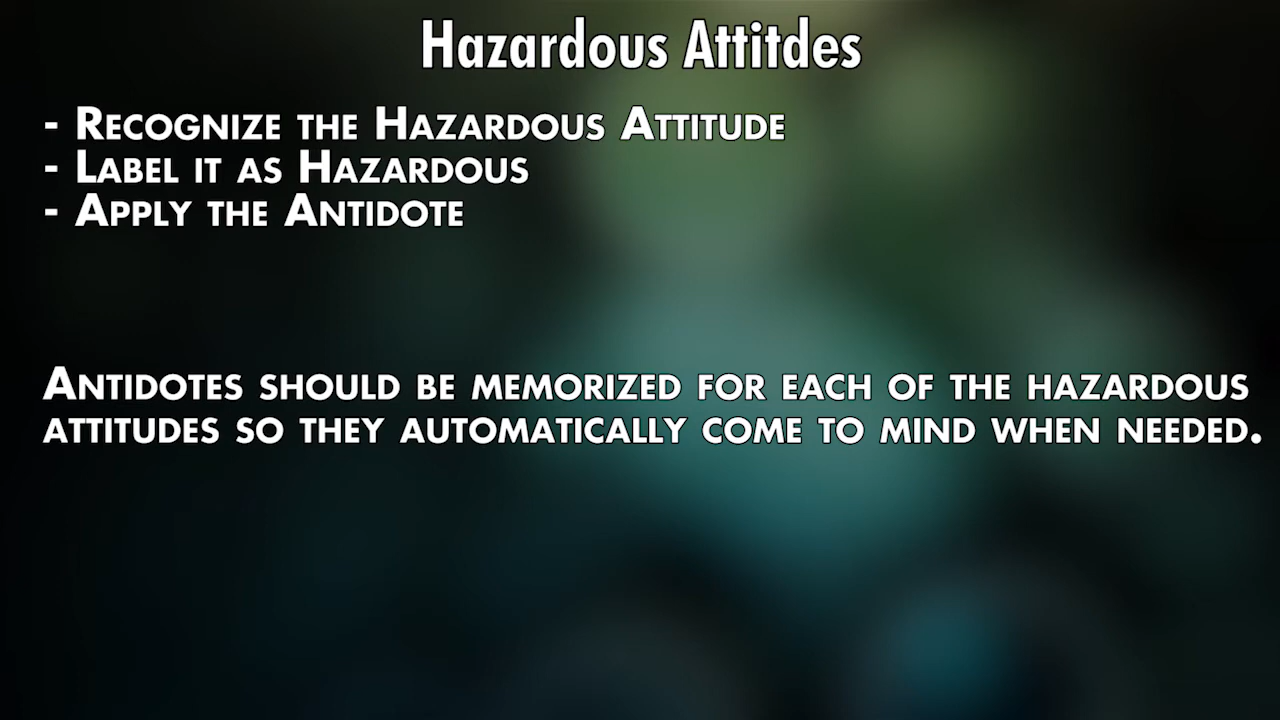 Hazardous Attitdes
- Recognize the Hazardous Attitude
- Label it as Hazardous
- Apply the Antidote
Antidotes should be memorized for each of the hazardous
attitudes so they automatically come to mind when needed.